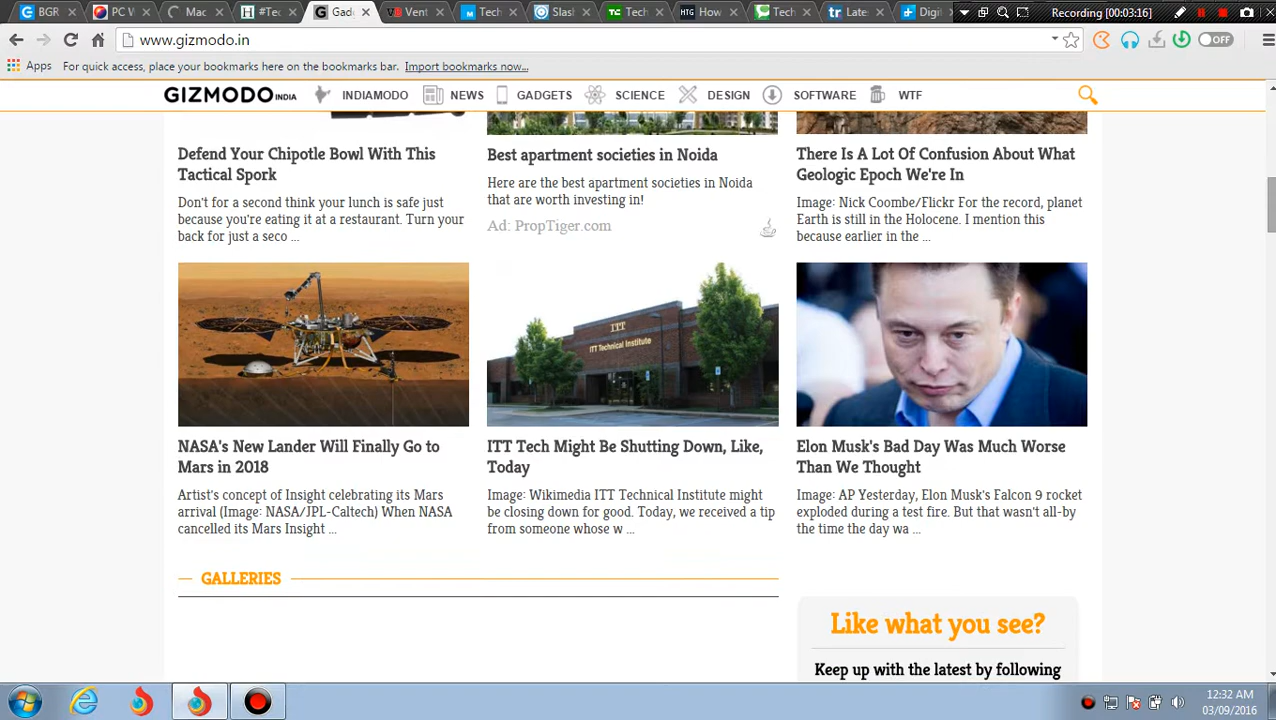 BGR
PC W
Mac
#Tec
Gad
Vent
Tech
Slash
Tech
How
Tech
Late
Digit
Recording [00:03:16]
www.gizmodo.in
OFF
Apps For quick access, place your bookmarks here on the bookmarks bar. Import bookmarks now...
GIZMODO INDIA INDIAMODO NEWS GADGETS SCIENCE DESIGN SOFTWARE WTF
Defend Your Chipotle Bowl With This
Tactical Spork
Don't for a second think your lunch is safe just
because you're eating it at a restaurant. Turn your
back for just a seco ...
Best apartment societies in Noida
Here are the best apartment societies in Noida
that are worth investing in!
Ad: PropTiger.com
There Is A Lot Of Confusion About What
Geologic Epoch We're In
Image: Nick Coombe/Flickr For the record, planet
Earth is still in the Holocene. I mention this
because earlier in the ...
ITT
ITT Technical Institute
NASA's New Lander Will Finally Go to
Mars in 2018
Artist's concept of Insight celebrating its Mars
arrival (Image: NASA/JPL-Caltech) When NASA
cancelled its Mars Insight ...
ITT Tech Might Be Shutting Down, Like,
Today
Image: Wikimedia ITT Technical Institute might
be closing down for good. Today, we received a tip
from someone whose w ...
Elon Musk's Bad Day Was Much Worse
Than We Thought
Image: AP Yesterday, Elon Musk's Falcon 9 rocket
exploded during a test fire. But that wasn't all-by
the time the day wa ...
GALLERIES
Like what you see?
Keep up with the latest by following
12:32 AM
03/09/2016